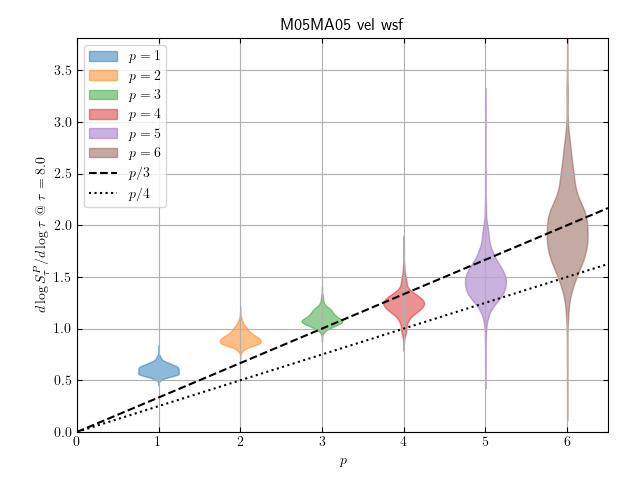 M05MA05 vel wsf
d log S_τ^P / d log τ @ τ = 8.0
3.5
3.0
2.5
2.0
1.5
1.0
0.5
0.0
p = 1
p = 2
p = 3
p = 4
p = 5
p = 6
p/3
p/4
0 1 2 3 4 5 6
p